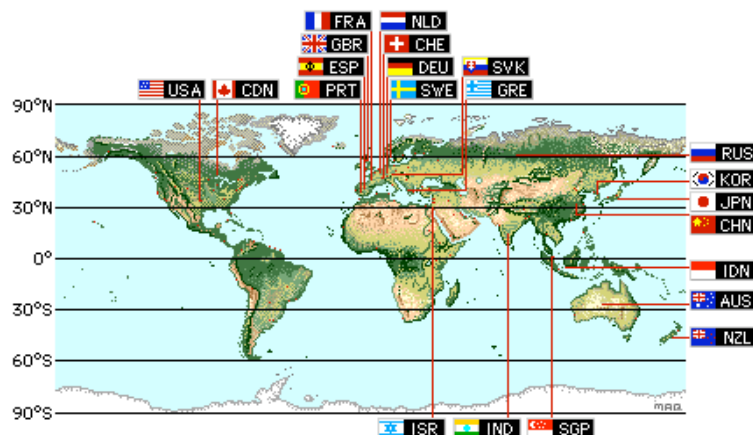 FRA NLD
GBR CHE
ESP DEU SVK
USA CDN PRT SWE GRE
90°N
60°N
RUS
KOR
30°N
JPN
CHN
0°
IDN
30°S
AUS
NZL
60°S
90°S
MAQ
ISR IND SGP